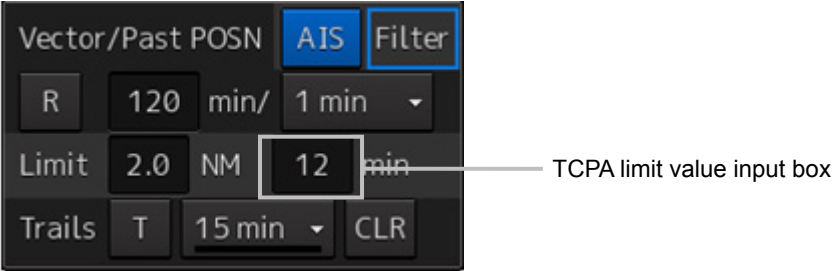 Vector/Past POSN AIS Filter
R 120 min/ 1 min
Limit 2.0 NM 12 min TCPA limit value input box
Trails T 15 min CLR